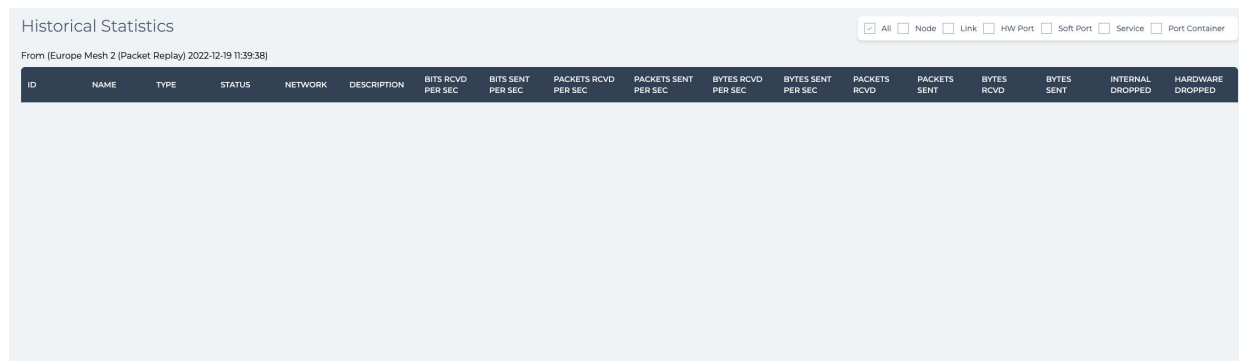 Historical Statistics
All Node Link HW Port Soft Port Service Port Container
From (Europe Mesh 2 (Packet Replay) 2022-12-19 11:39:38)
ID NAME TYPE STATUS NETWORK DESCRIPTION BITS RCVD PER SEC BITS SENT PER SEC PACKETS RCVD PER SEC PACKETS SENT PER SEC BYTES RCVD PER SEC BYTES SENT PER SEC PACKETS RCVD PACKETS SENT BYTES RCVD BYTES SENT INTERNAL DROPPED HARDWARE DROPPED